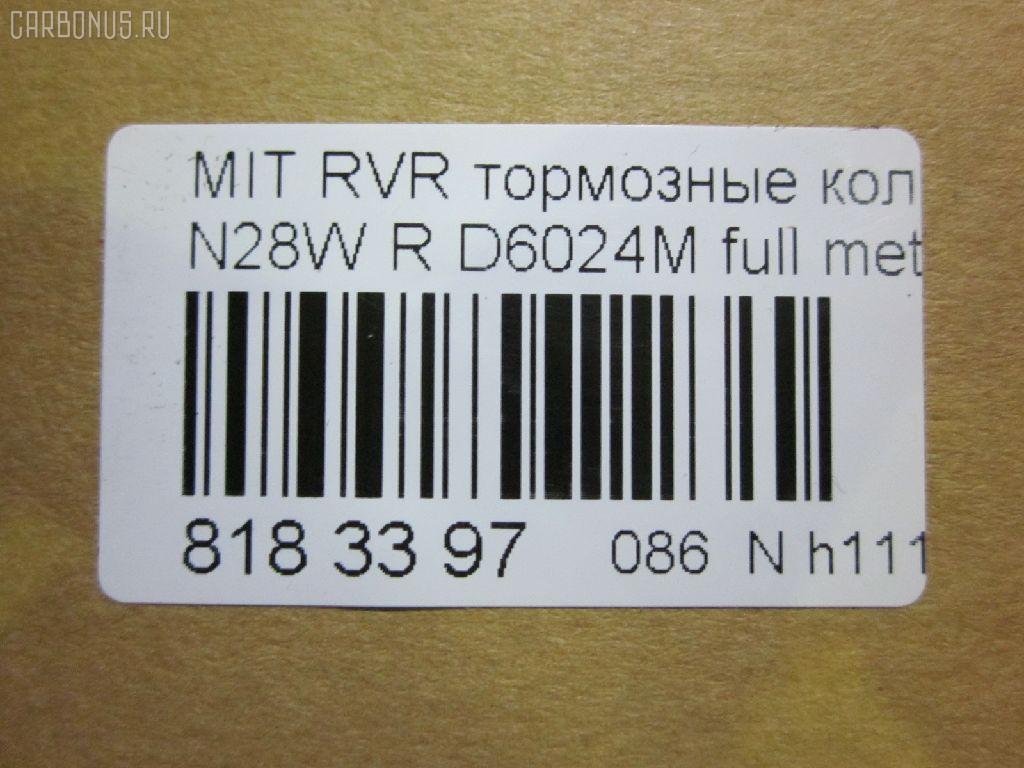 CARBONUS.RU
MIT RVR тормозные кол
N28W R D6024M full met
818 33 97 086 N h111